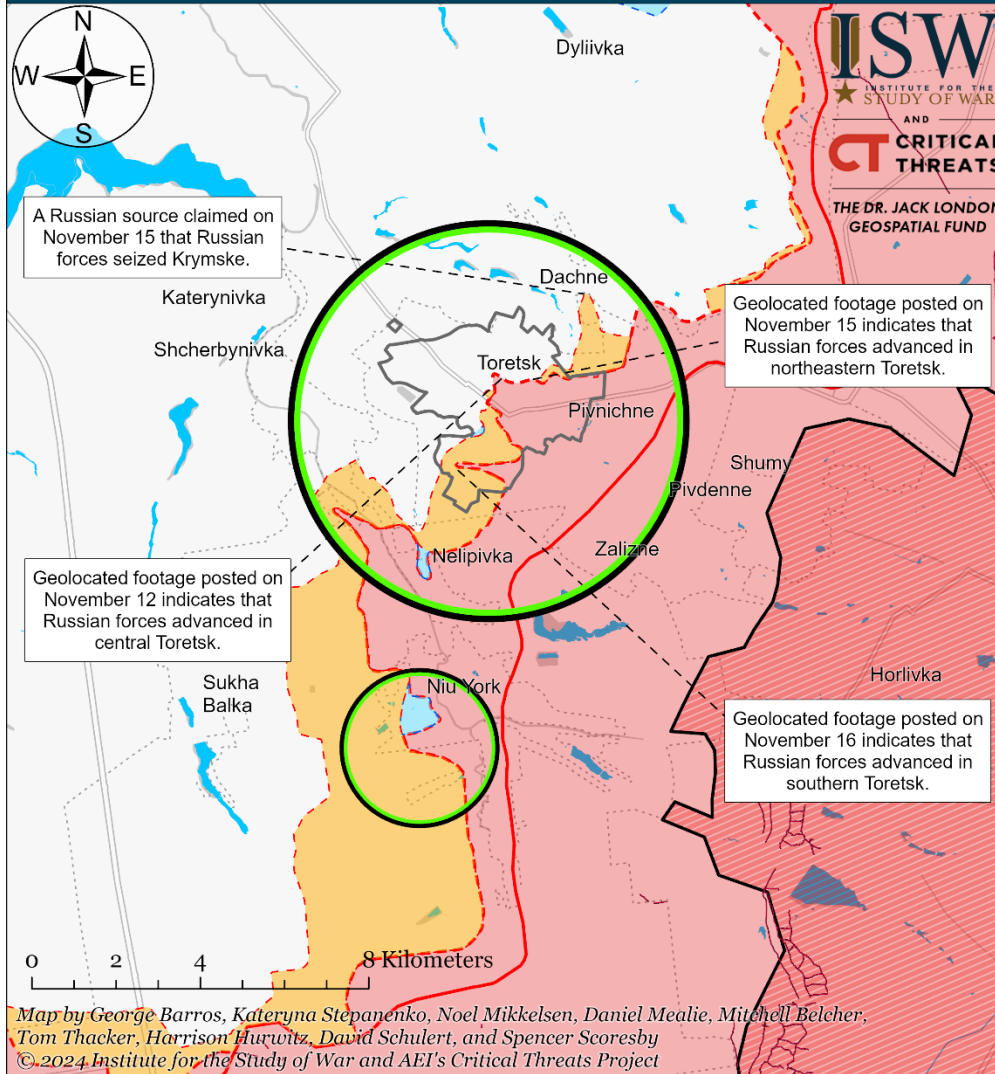 N
W
E
S
Dyliivka
ISW
INSTITUTE FOR THE
STUDY OF WAR
AND
CT CRITICAL
THREATS
THE DR. JACK LONDON
GEOSPATIAL FUND
A Russian source claimed on
November 15 that Russian
forces seized Krymske.
Dachne
Katerynivka
Geolocated footage posted on
November 15 indicates that
Russian forces advanced in
northeastern Toretsk.
Shcherbynivka
Toretsk
Pivnichne
Shumy
Pivdenne
Nelipivka
Zalizne
Geolocated footage posted on
November 12 indicates that
Russian forces advanced in
central Toretsk.
Sukha
Balka
Niu York
Horlivka
Geolocated footage posted on
November 16 indicates that
Russian forces advanced in
southern Toretsk.
0 2 4 8 Kilometers
Map by George Barros, Kateryna Stepanenko, Noel Mikkelsen, Daniel Mealie, Mitchell Belcher,
Tom Thacker, Harrison Hurwitz, David Schulert, and Spencer Scoresby
© 2024 Institute for the Study of War and AEI's Critical Threats Project